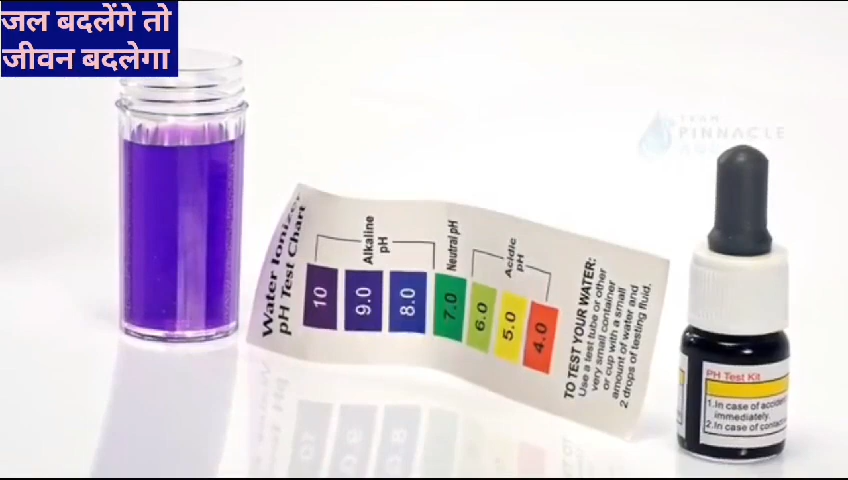 जल बदलेंगे तो
जीवन बदलेगा
TEAM
PINNACLE
Water Ionizer
pH Test Chart
Alkaline
pH
Neutral pH
Acidic
pH
10
9.0
8.0
7.0
6.0
5.0
4.0
TO TEST YOUR WATER:
Use a test tube or other
very small container
or cup with a small
amount of water and
2 drops of testing fluid.
PH Test Kit
1.In case of
immediately.
2.In case of